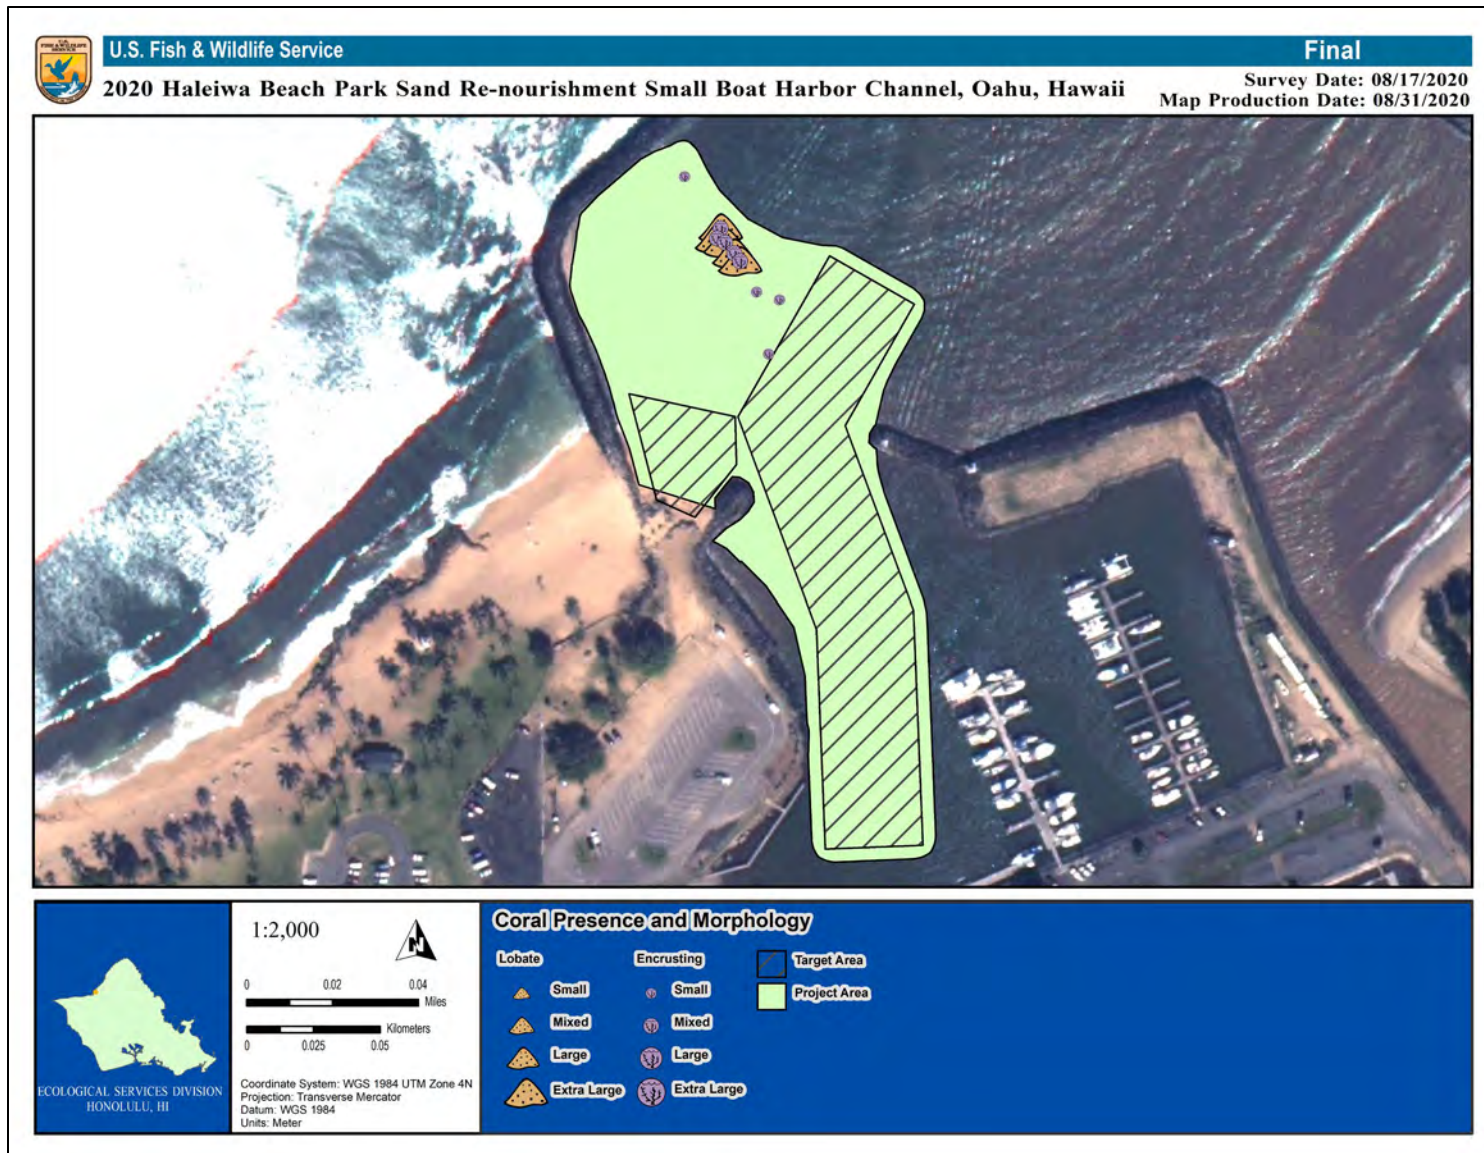 U.S.
FISH & WILDLIFE
SERVICE
U.S. Fish & Wildlife Service
Final
2020 Haleiwa Beach Park Sand Re-nourishment Small Boat Harbor Channel, Oahu, Hawaii
Survey Date: 08/17/2020
Map Production Date: 08/31/2020
ECOLOGICAL SERVICES DIVISION
HONOLULU, HI
1:2,000
N
0 0.02 0.04
Miles
Kilometers
0 0.025 0.05
Coordinate System: WGS 1984 UTM Zone 4N
Projection: Transverse Mercator
Datum: WGS 1984
Units: Meter
Coral Presence and Morphology
Lobate
Small
Mixed
Large
Extra Large
Encrusting
Small
Mixed
Large
Extra Large
Target Area
Project Area